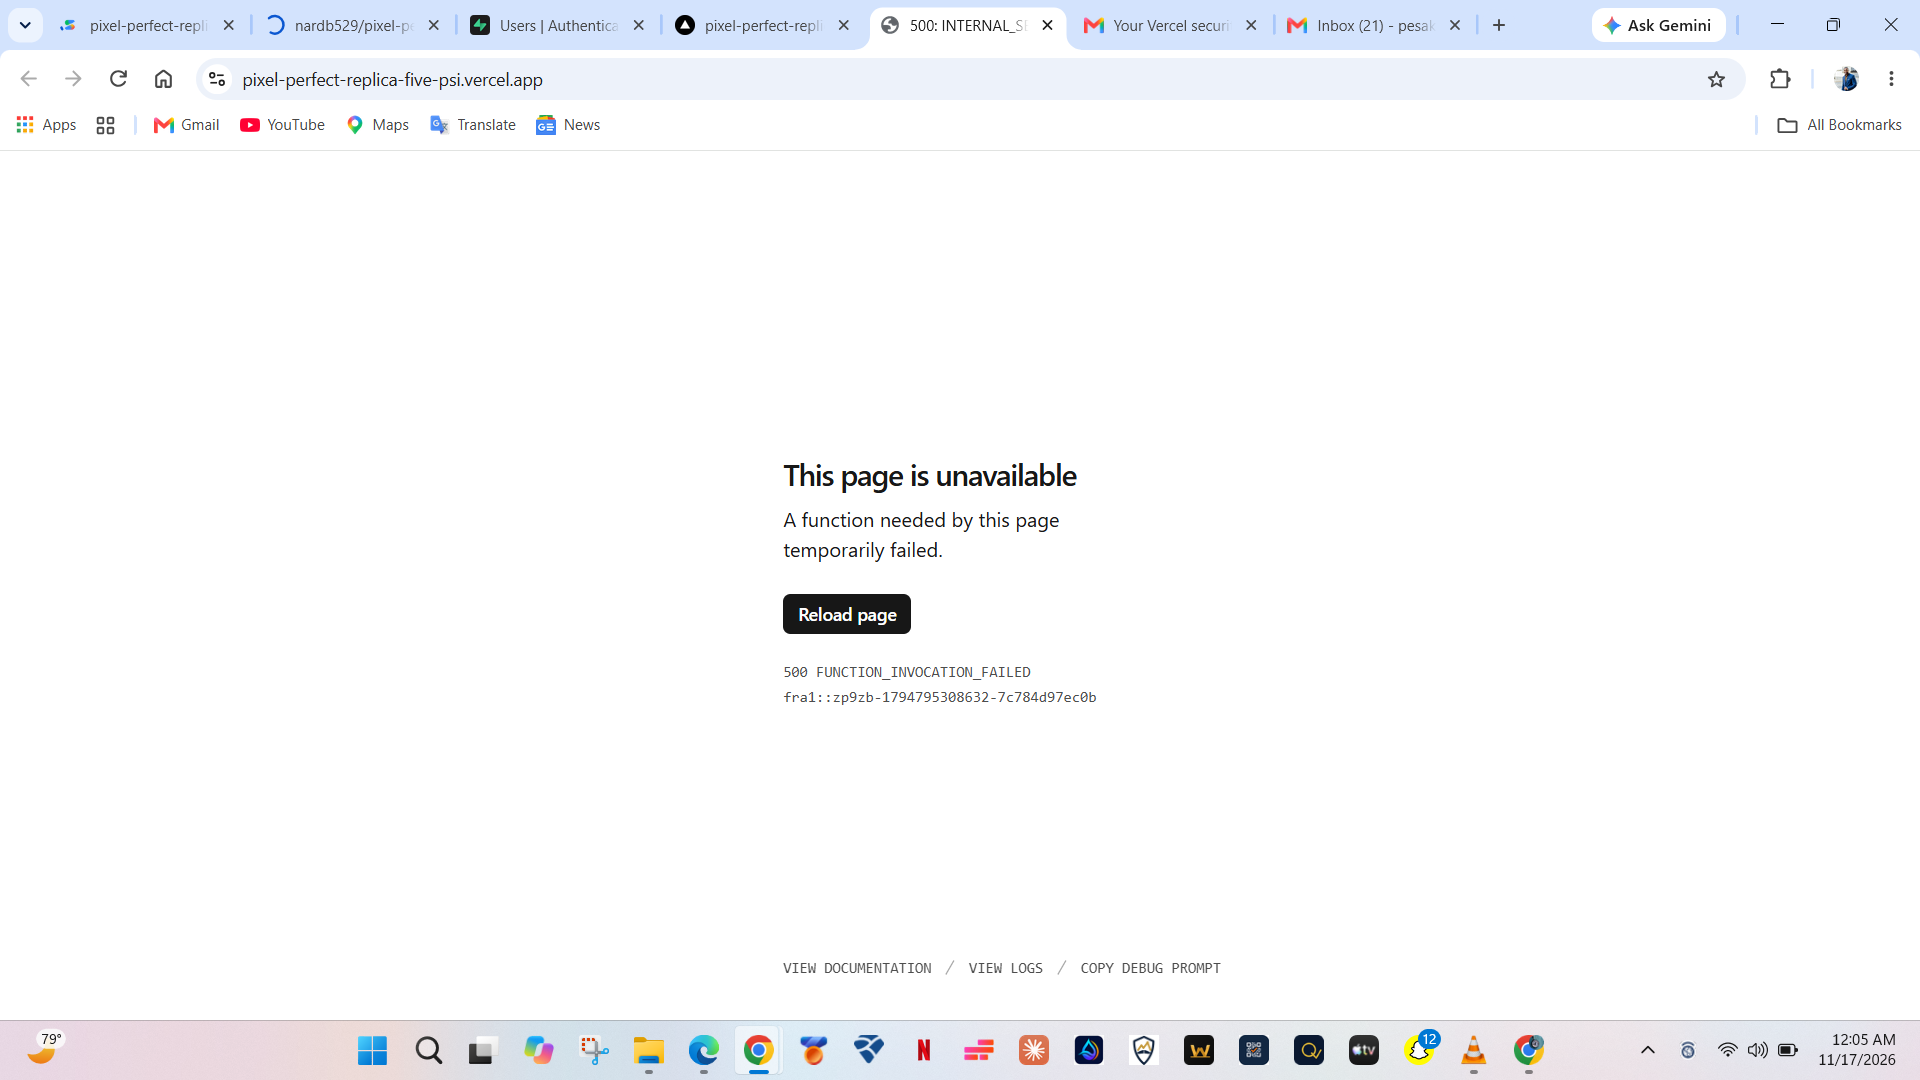 pixel-perfect-repli
nardb529/pixel-pe
Users | Authentica
pixel-perfect-repli
500: INTERNAL_SE
Your Vercel securi
Inbox (21) - pesak
Ask Gemini
pixel-perfect-replica-five-psi.vercel.app
Apps
Gmail
YouTube
Maps
Translate
News
All Bookmarks
This page is unavailable
A function needed by this page
temporarily failed.
Reload page
500 FUNCTION_INVOCATION_FAILED
fra1::zp9zb-1794795308632-7c784d97ec0b
VIEW DOCUMENTATION / VIEW LOGS / COPY DEBUG PROMPT
79°
N
tv
12
12:05 AM
11/17/2026